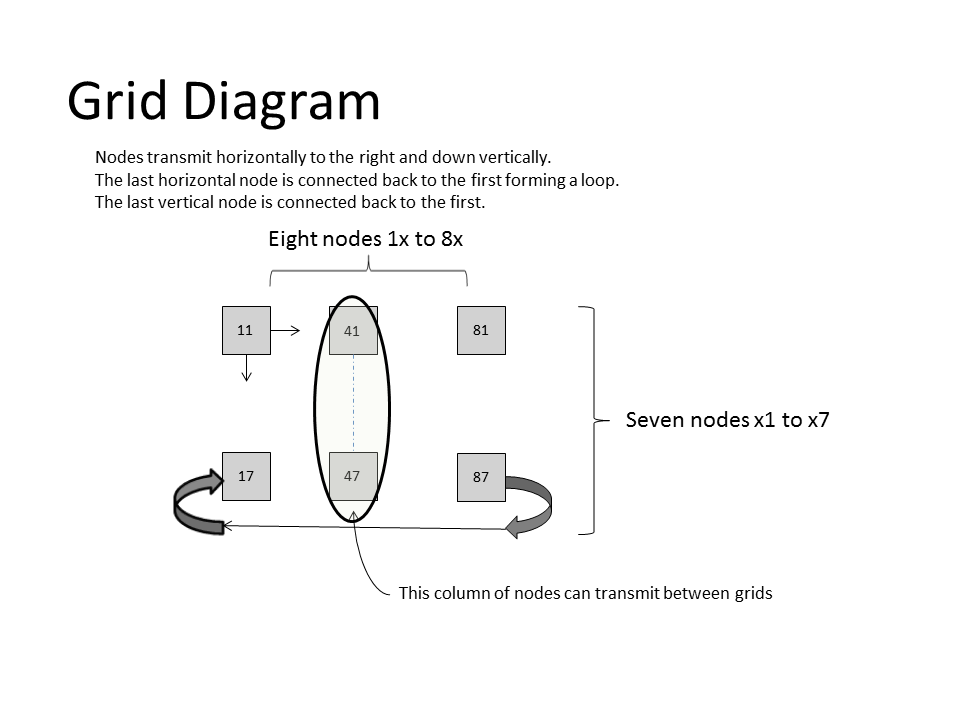 Grid Diagram
Nodes transmit horizontally to the right and down vertically.
The last horizontal node is connected back to the first forming a loop.
The last vertical node is connected back to the first.
Eight nodes 1x to 8x
11
41
81
Seven nodes x1 to x7
17
47
87
This column of nodes can transmit between grids